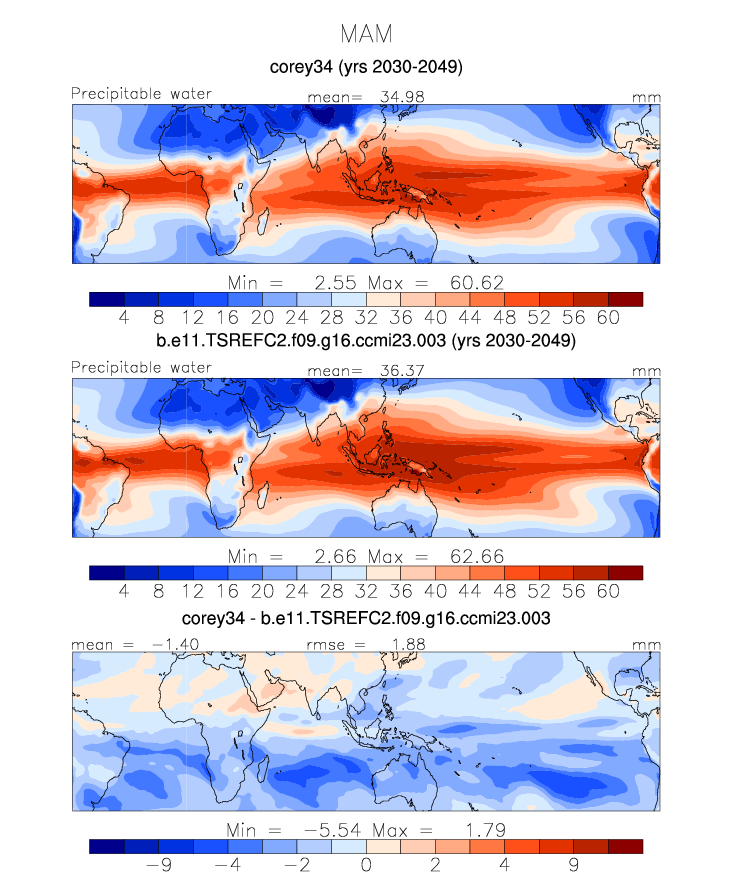 MAM
corey34 (yrs 2030-2049)
Precipitable water mean= 34.98 mm
Min = 2.55 Max = 60.62
4 8 12 16 20 24 28 32 36 40 44 48 52 56 60
b.e11.TSREFC2.f09.g16.ccmi23.003 (yrs 2030-2049)
Precipitable water mean= 36.37 mm
Min = 2.66 Max = 62.66
4 8 12 16 20 24 28 32 36 40 44 48 52 56 60
corey34 - b.e11.TSREFC2.f09.g16.ccmi23.003
mean = -1.40 rmse = 1.88 mm
Min = -5.54 Max = 1.79
-9 -4 -2 0 2 4 9